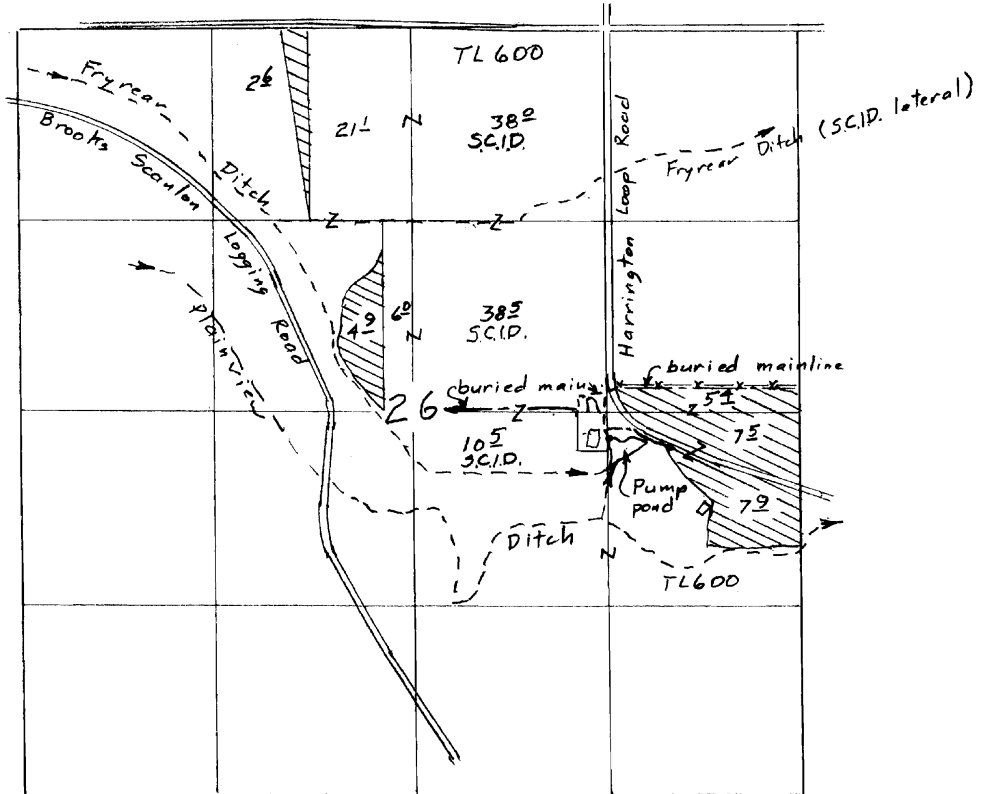 TL 600
Fryrear
2 6
21 1
38 0
S.C.I.D.
Loop Road
Fryrear Ditch (S.C.I.D. lateral)
Brooks Scanlon Logging Road
Ditch
Harrington
4 9
6 0
38 5
S.C.I.D.
Plainview
buried mainline
buried main
5 4
26
7 5
10 5
S.C.I.D.
Pump
pond
7 9
Ditch
TL600